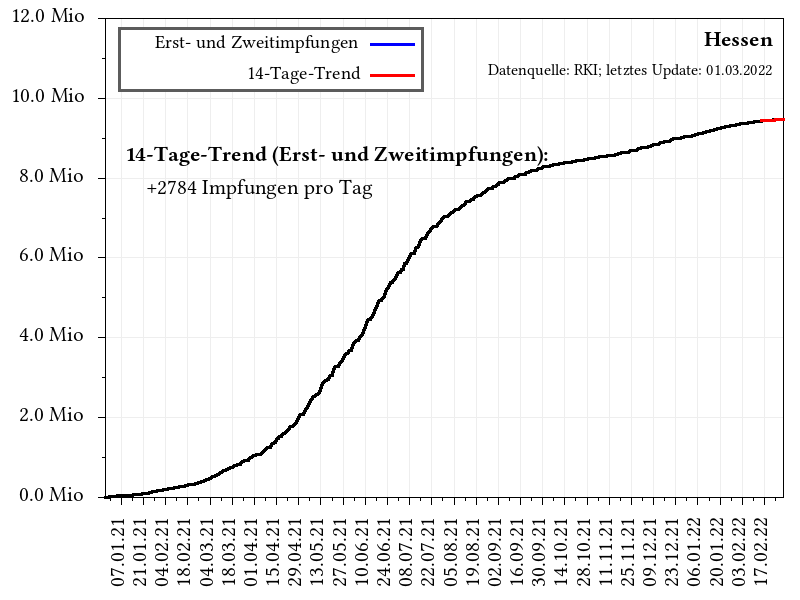 12.0 Mio
10.0 Mio
8.0 Mio
6.0 Mio
4.0 Mio
2.0 Mio
0.0 Mio
Erst- und Zweitimpfungen
14-Tage-Trend
Hessen
Datenquelle: RKI; letztes Update: 01.03.2022
14-Tage-Trend (Erst- und Zweitimpfungen):
+2784 Impfungen pro Tag
07.01.21
21.01.21
04.02.21
18.02.21
04.03.21
18.03.21
01.04.21
15.04.21
29.04.21
13.05.21
27.05.21
10.06.21
24.06.21
08.07.21
22.07.21
05.08.21
19.08.21
02.09.21
16.09.21
30.09.21
14.10.21
28.10.21
11.11.21
25.11.21
09.12.21
23.12.21
06.01.22
20.01.22
03.02.22
17.02.22